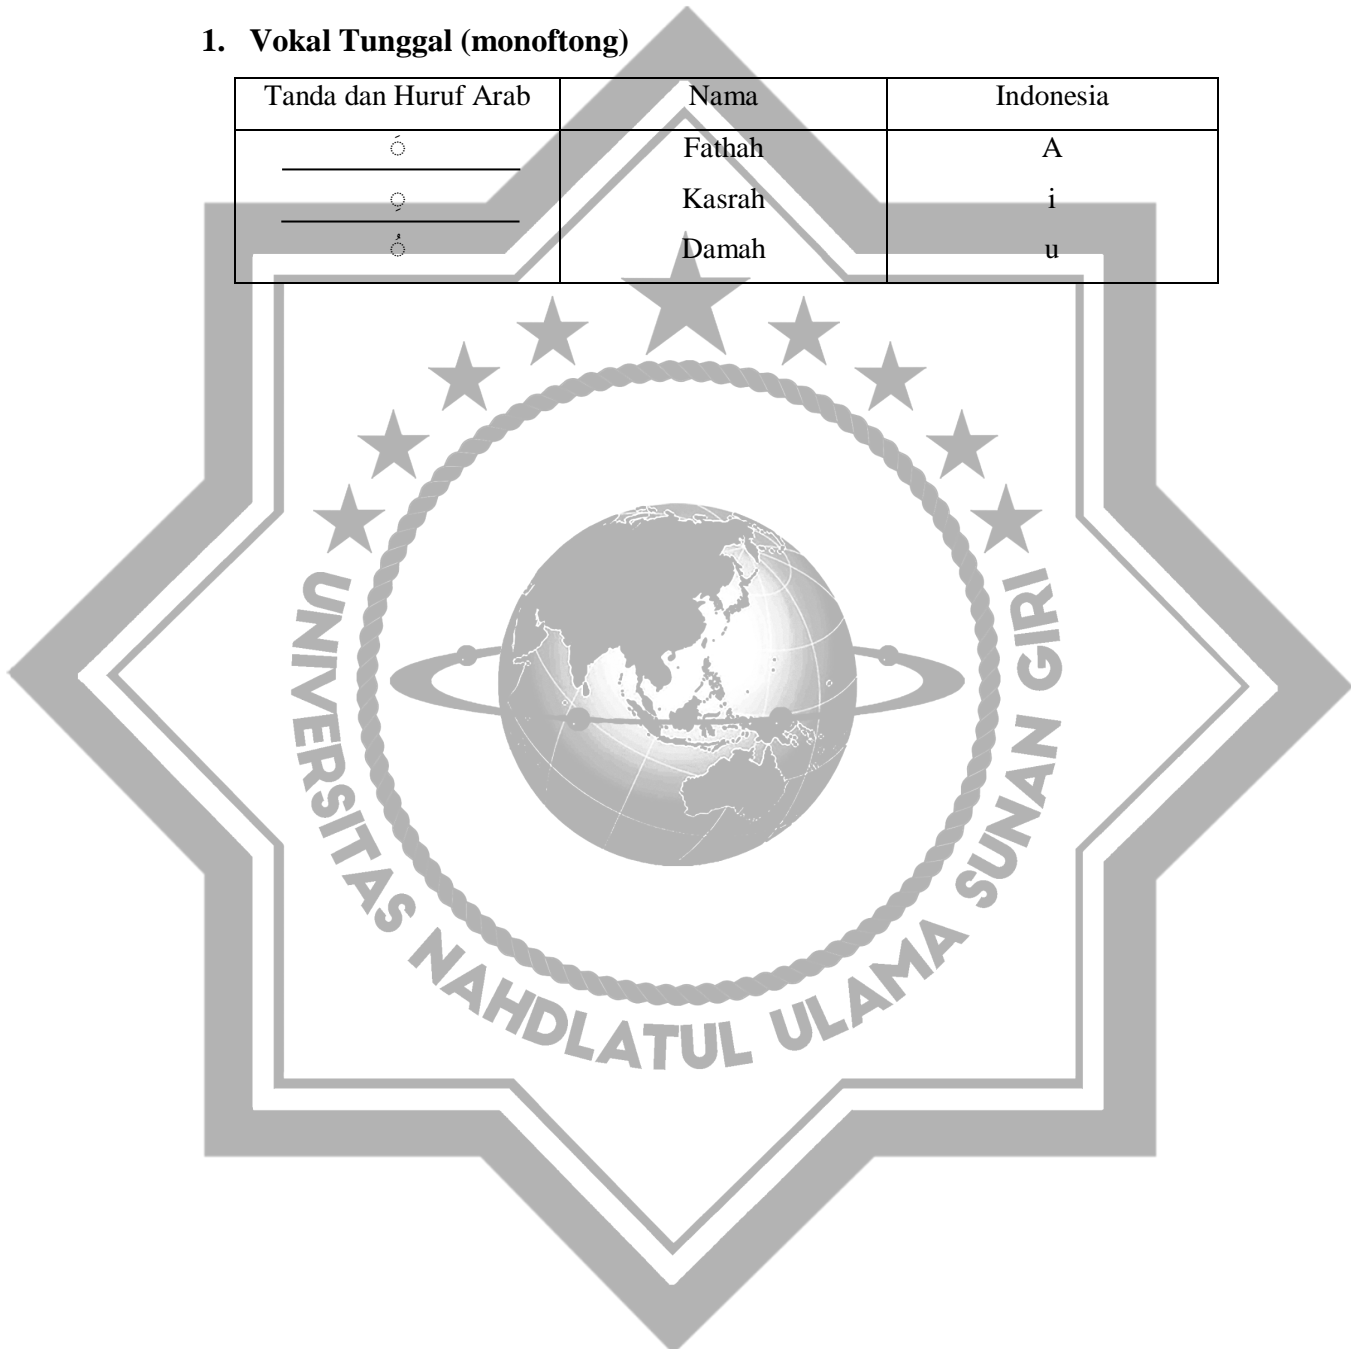 1. Vokal Tunggal (monoftong)
Tanda dan Huruf Arab Nama Indonesia
◌َ Fathah A
◌ِ Kasrah i
◌ُ Damah u
UNIVERSITAS NAHDLATUL ULAMA SUNAN GIRI